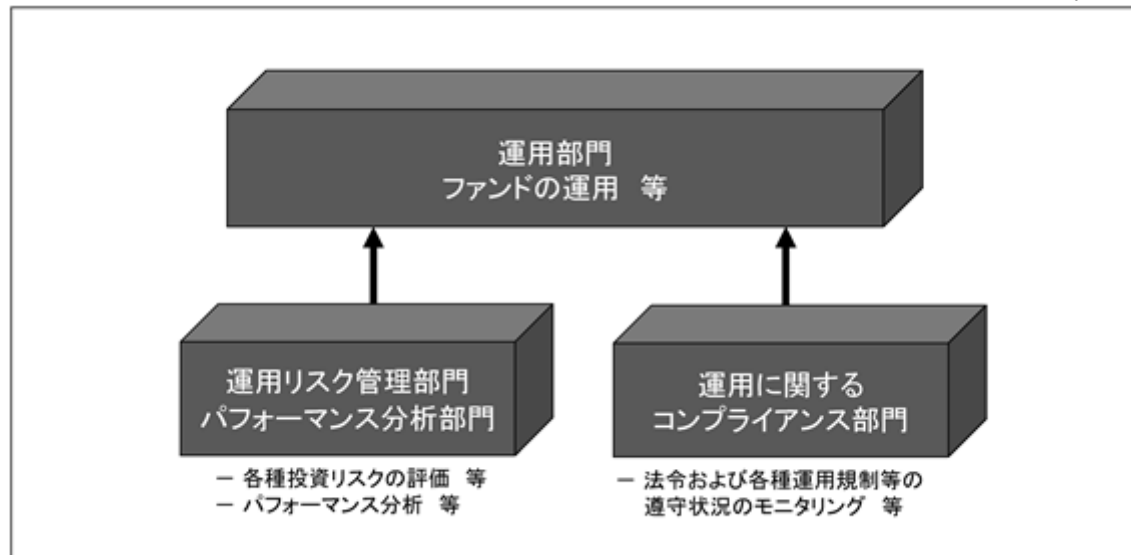 運用部門
ファンドの運用　等
運用リスク管理部門
パフォーマンス分析部門
運用に関する
コンプライアンス部門
－ 各種投資リスクの評価　等
－ パフォーマンス分析　等
－ 法令および各種運用規制等の
遵守状況のモニタリング　等